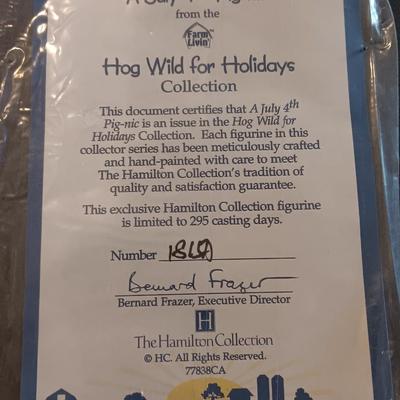 A July 4th Pig-nic
from the
Farm Livin'
Hog Wild for Holidays
Collection
This document certifies that A July 4th
Pig-nic is an issue in the Hog Wild for
Holidays Collection. Each figurine in this
collector series has been meticulously crafted
and hand-painted with care to meet
The Hamilton Collection's tradition of
quality and satisfaction guarantee.
This exclusive Hamilton Collection figurine
is limited to 295 casting days.
Number
Bernard Frazer
Bernard Frazer, Executive Director
H
The Hamilton Collection
© HC. All Rights Reserved.
77838CA